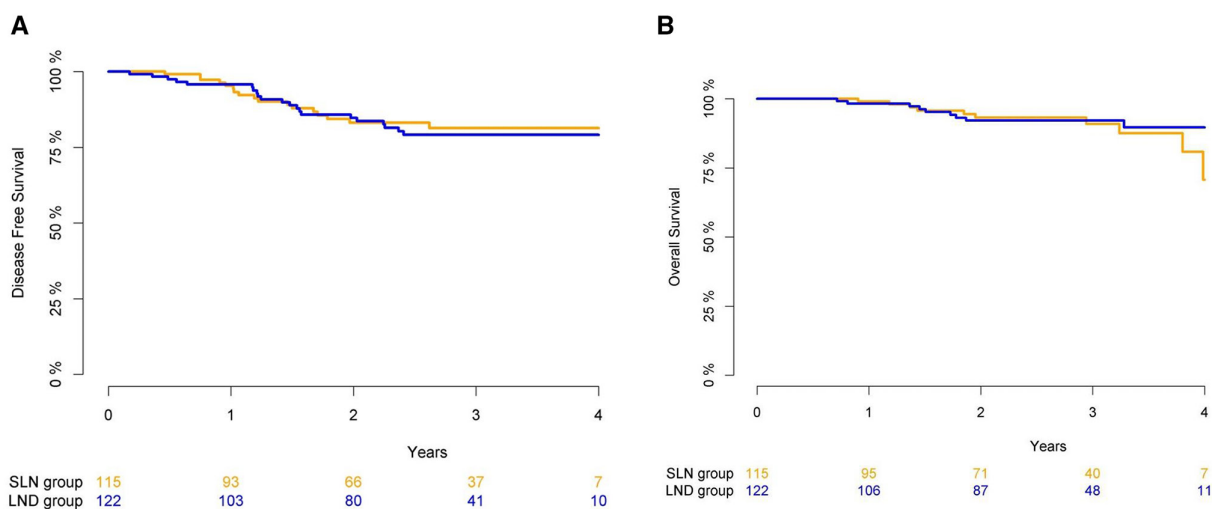 A
100 %
75 %
50 %
25 %
0 %
Disease Free Survival
0 1 2 3 4
Years
SLN group 115 93 66 37 7
LND group 122 103 80 41 10
B
100 %
75 %
50 %
25 %
0 %
Overall Survival
0 1 2 3 4
Years
SLN group 115 95 71 40 7
LND group 122 106 87 48 11